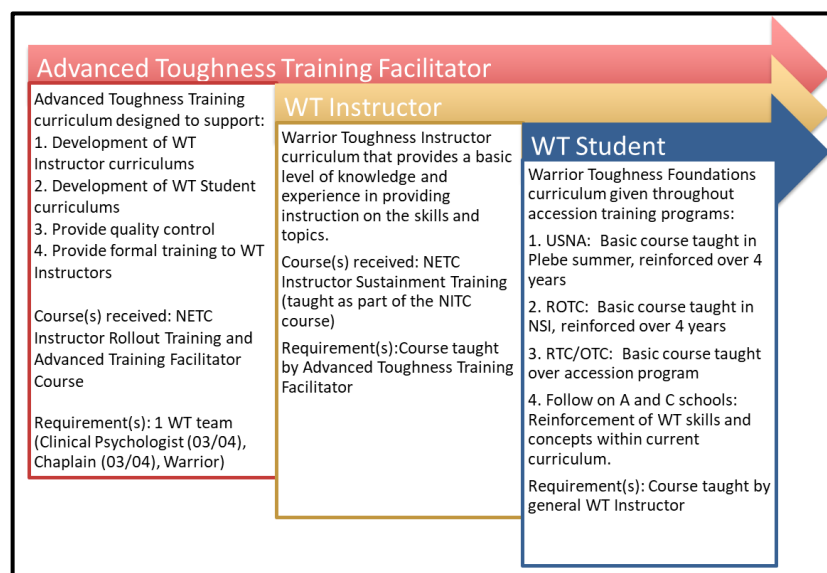 Advanced Toughness Training Facilitator
Advanced Toughness Training
curriculum designed to support:
1. Development of WT
Instructor curriculums
2. Development of WT Student
curriculums
3. Provide quality control
4. Provide formal training to WT
Instructors
Course(s) received: NETC
Instructor Rollout Training and
Advanced Training Facilitator
Course
Requirement(s): 1 WT team
(Clinical Psychologist (03/04),
Chaplain (03/04), Warrior)
WT Instructor
Warrior Toughness Instructor
curriculum that provides a basic
level of knowledge and
experience in providing
instruction on the skills and
topics.
Course(s) received: NETC
Instructor Sustainment Training
(taught as part of the NITC
course)
Requirement(s):Course taught
by Advanced Toughness Training
Facilitator
WT Student
Warrior Toughness Foundations
curriculum given throughout
accession training programs:
1. USNA:  Basic course taught in
Plebe summer, reinforced over 4
years
2. ROTC:  Basic course taught in
NSI, reinforced over 4 years
3. RTC/OTC:  Basic course taught
over accession program
4. Follow on A and C schools:
Reinforcement of WT skills and
concepts within current
curriculum.
Requirement(s): Course taught by
general WT Instructor